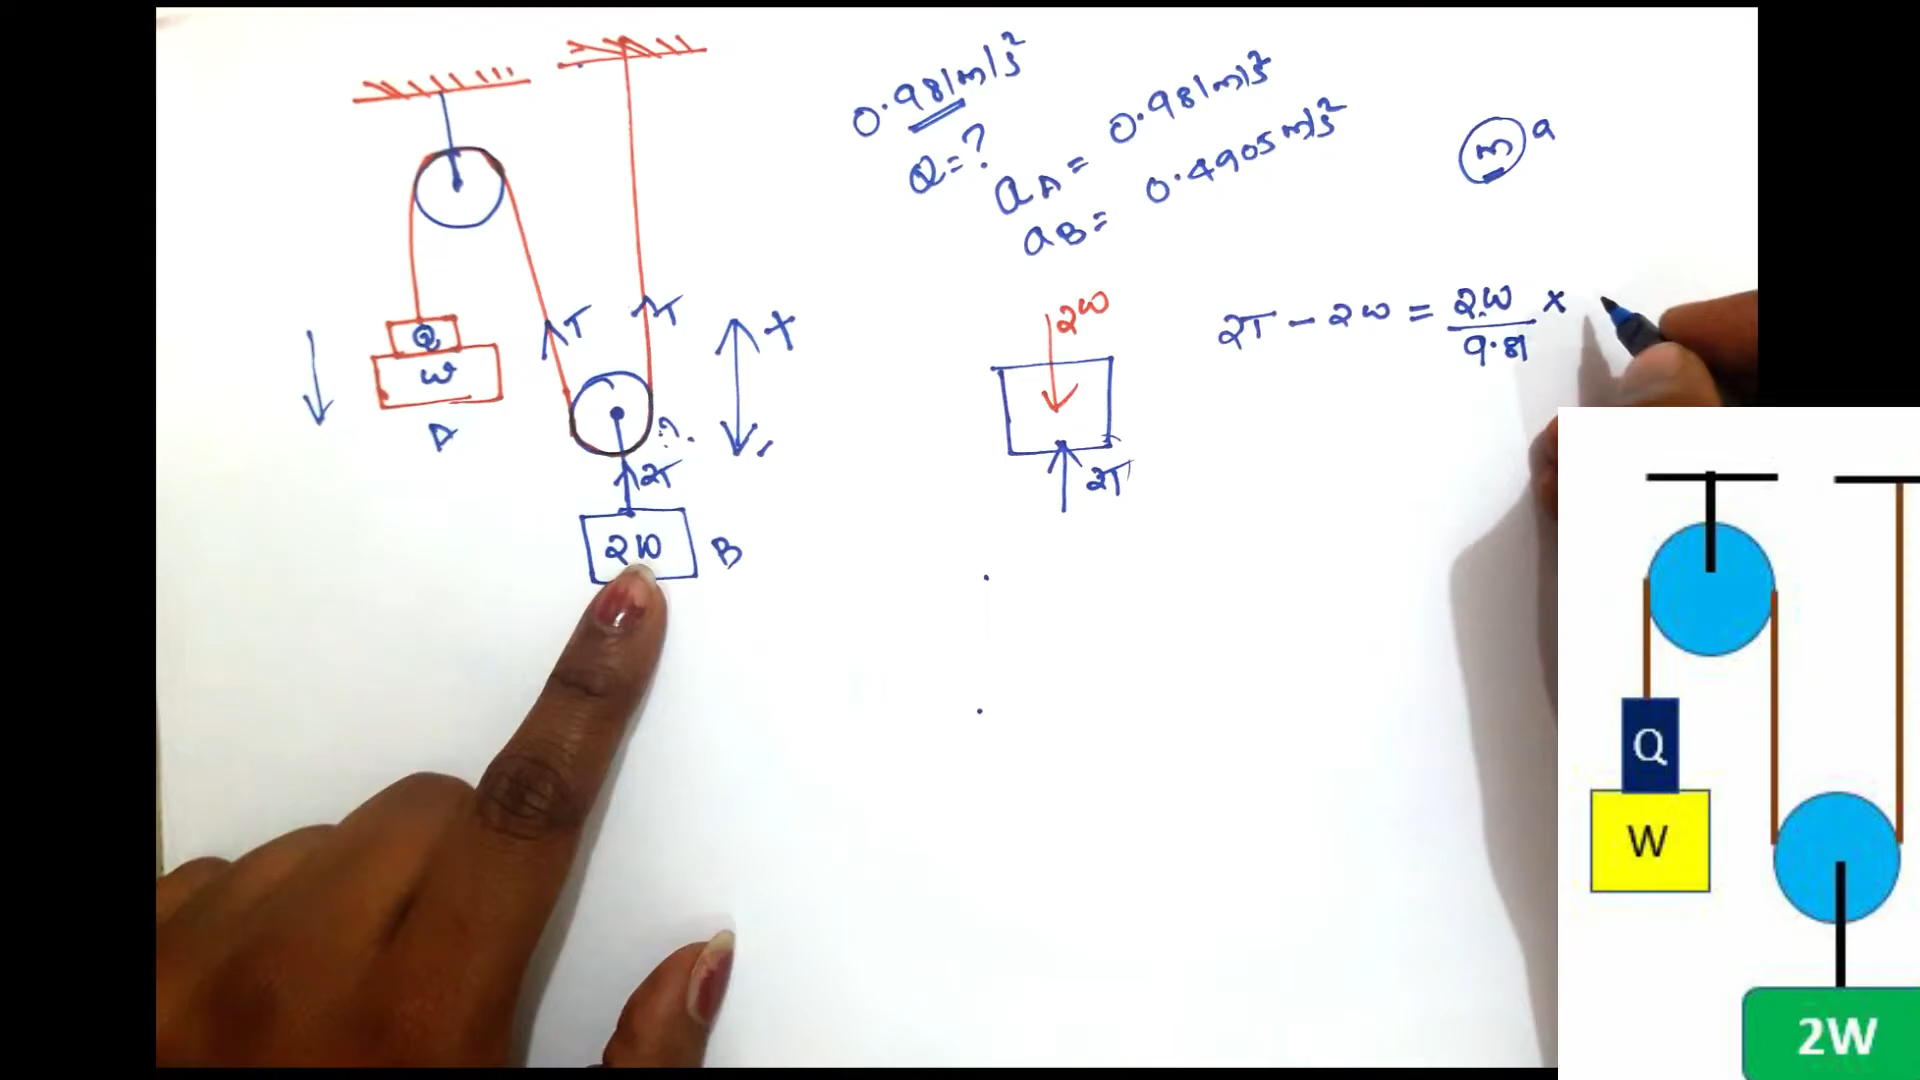 0.981m/s²
Q=?
aA = 0.981m/s²
aB = 0.4905m/s²
m a
T
T
Q
W
A
2T
2W
B
2W
2T
2T - 2W = 2W/9.81 ×
Q
W
2W